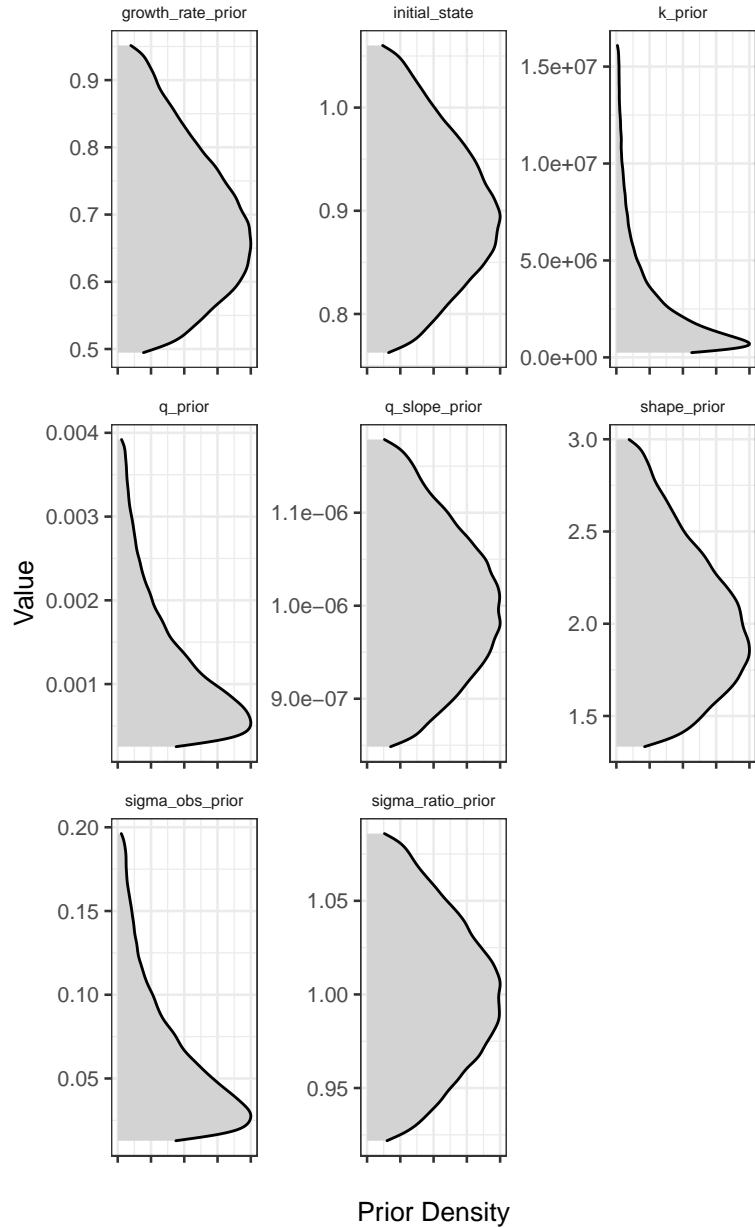 growth_rate_prior
initial_state
k_prior
0.9
0.8
0.7
0.6
0.5
1.0
0.9
0.8
1.5e+07
1.0e+07
5.0e+06
0.0e+00
q_prior
q_slope_prior
shape_prior
Value
0.004
0.003
0.002
0.001
1.1e−06
1.0e−06
9.0e−07
3.0
2.5
2.0
1.5
sigma_obs_prior
sigma_ratio_prior
0.20
0.15
0.10
0.05
1.05
1.00
0.95
Prior Density